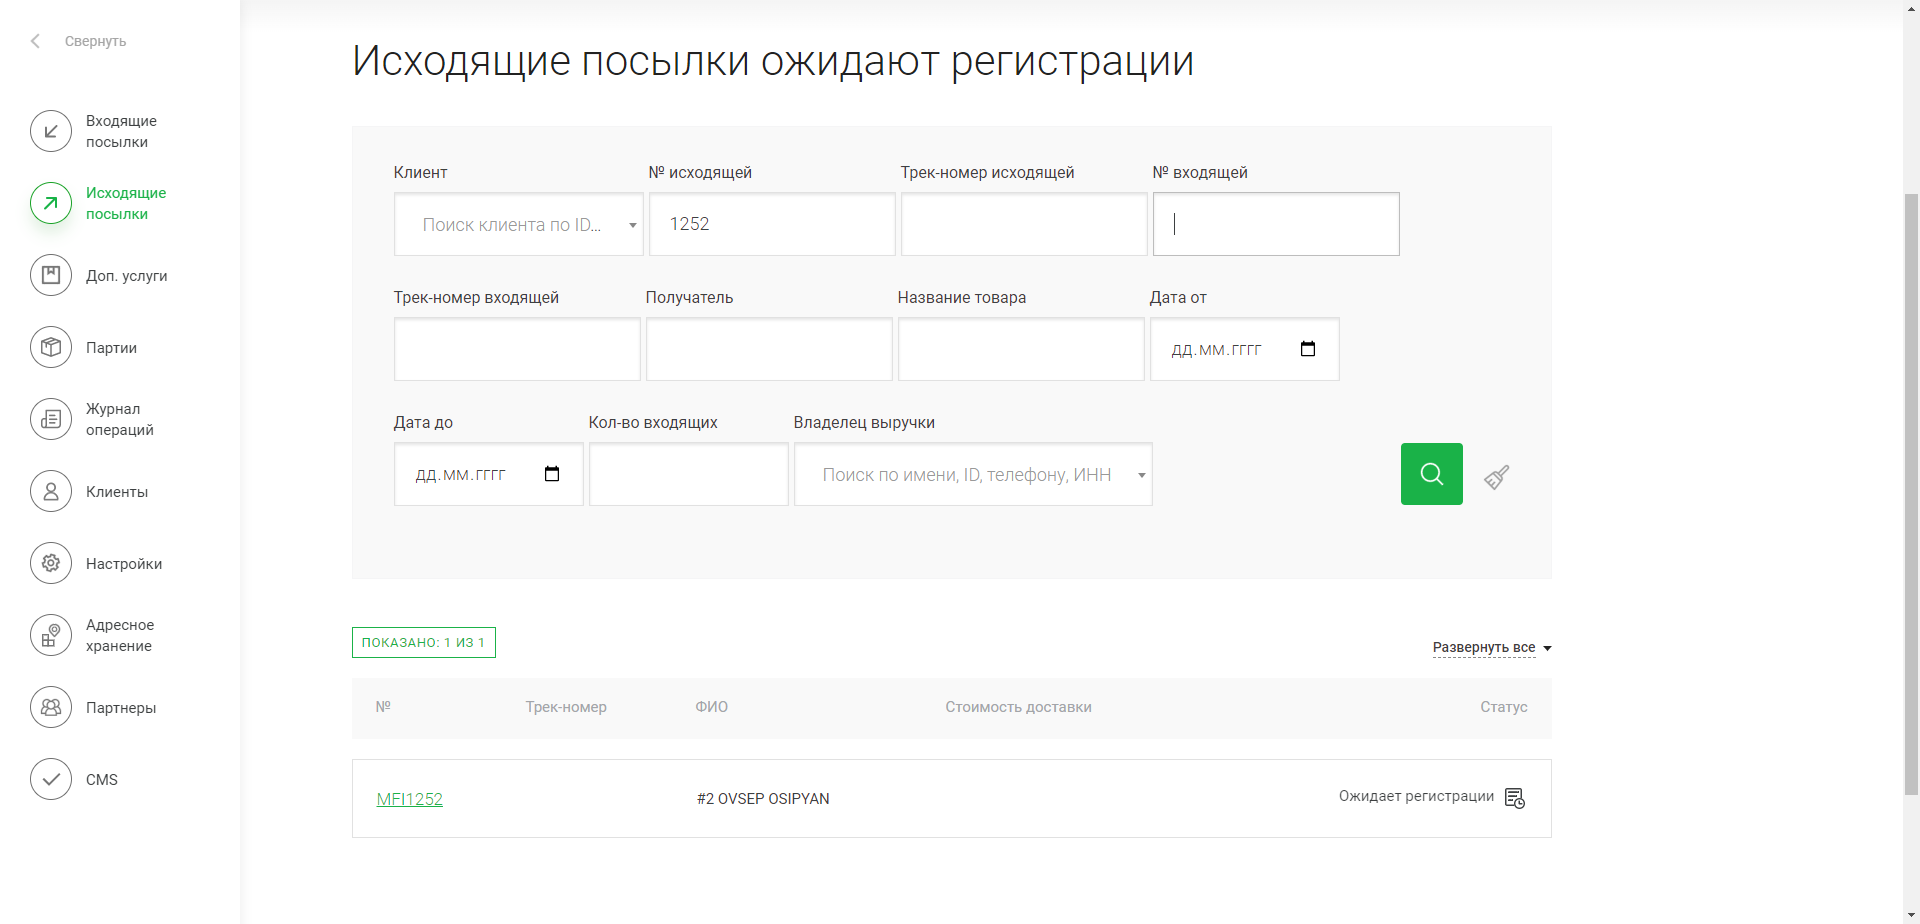 Свернуть
Входящие
посылки
Исходящие
посылки
Доп. услуги
Партии
Журнал
операций
Клиенты
Настройки
Адресное
хранение
Партнеры
CMS
Исходящие посылки ожидают регистрации
Клиент № исходящей Трек-номер исходящей № входящей
Поиск клиента по ID... 1252
Трек-номер входящей Получатель Название товара Дата от
ДД.ММ.ГГГГ
Дата до Кол-во входящих Владелец выручки
ДД.ММ.ГГГГ Поиск по имени, ID, телефону, ИНН
ПОКАЗАНО: 1 ИЗ 1
Развернуть все
№ Трек-номер ФИО Стоимость доставки Статус
MFI1252 #2 OVSEP OSIPYAN Ожидает регистрации